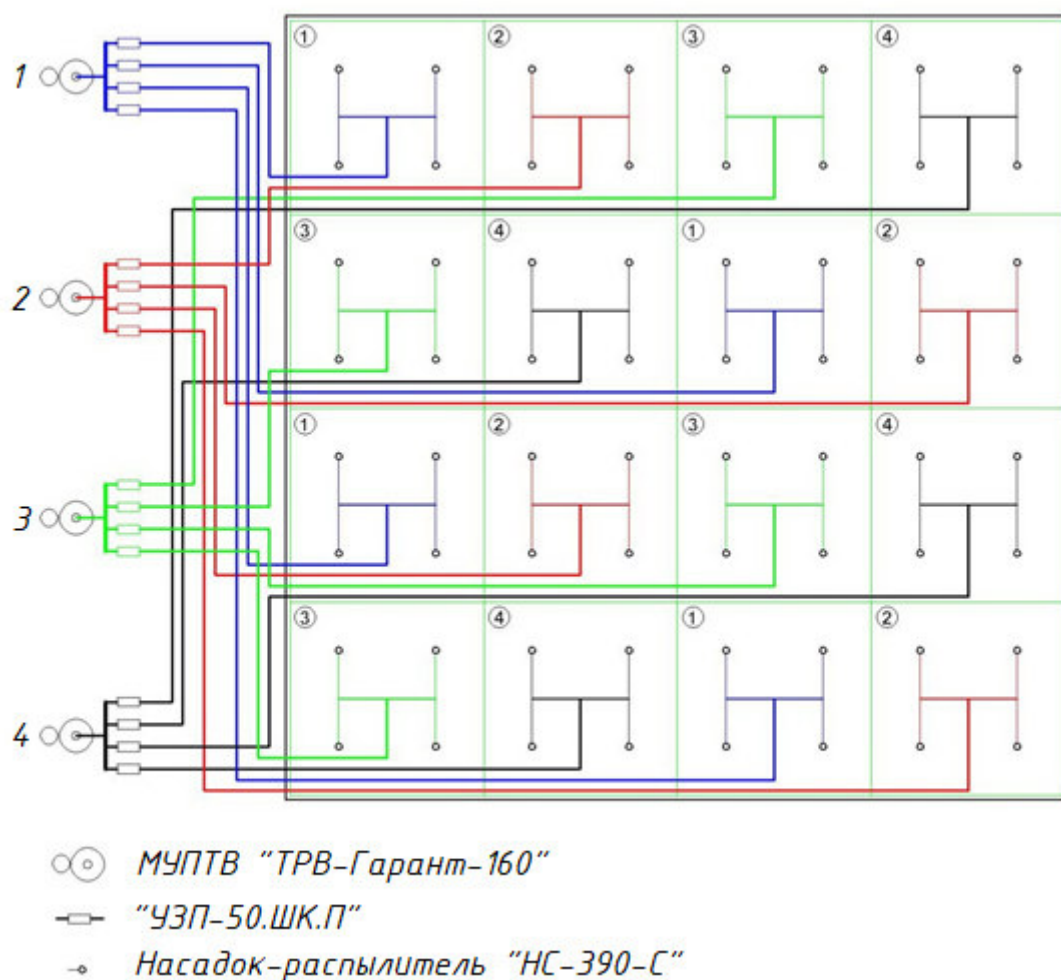 ① ② ③ ④
1
③ ④ ① ②
2
① ② ③ ④
3
③ ④ ① ②
4
МУПТВ "ТРВ-Гарант-160"
"УЗП-50.ШК.П"
Насадок-распылитель "НС-390-С"